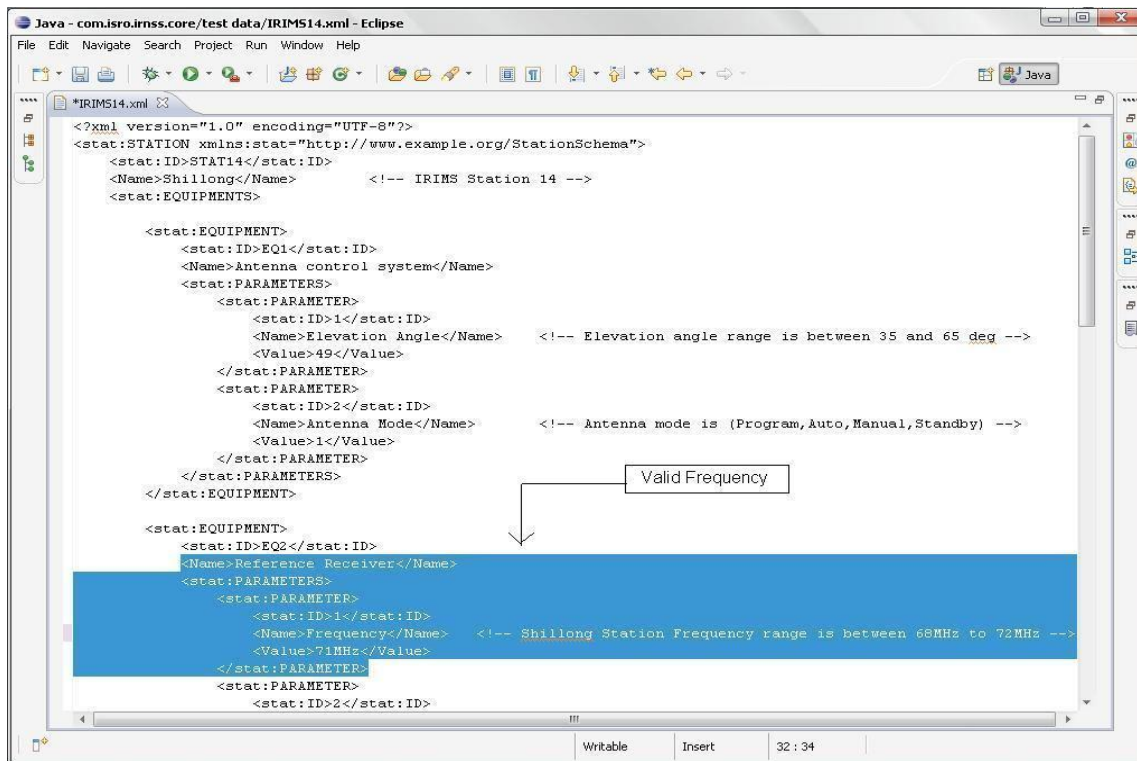 Java - com.isro.irnss.core/test data/IRIMS14.xml - Eclipse
File Edit Navigate Search Project Run Window Help
Java
*IRIMS14.xml
<?xml version="1.0" encoding="UTF-8"?>
<stat:STATION xmlns:stat="http://www.example.org/StationSchema">
<stat:ID>STAT14</stat:ID>
<Name>Shillong</Name> <!-- IRIMS Station 14 -->
<stat:EQUIPMENTS>
<stat:EQUIPMENT>
<stat:ID>EQ1</stat:ID>
<Name>Antenna control system</Name>
<stat:PARAMETERS>
<stat:PARAMETER>
<stat:ID>1</stat:ID>
<Name>Elevation Angle</Name> <!-- Elevation angle range is between 35 and 65 deg -->
<Value>49</Value>
</stat:PARAMETER>
<stat:PARAMETER>
<stat:ID>2</stat:ID>
<Name>Antenna Mode</Name> <!-- Antenna mode is (Program,Auto,Manual,Standby) -->
<Value>1</Value>
</stat:PARAMETER>
</stat:PARAMETERS>
</stat:EQUIPMENT>
Valid Frequency
<stat:EQUIPMENT>
<stat:ID>EQ2</stat:ID>
<Name>Reference Receiver</Name>
<stat:PARAMETERS>
<stat:PARAMETER>
<stat:ID>1</stat:ID>
<Name>Frequency</Name> <!-- Shillong Station Frequency range is between 68MHz to 72MHz -->
<Value>71MHz</Value>
</stat:PARAMETER>
<stat:PARAMETER>
<stat:ID>2</stat:ID>
Writable Insert 32 : 34